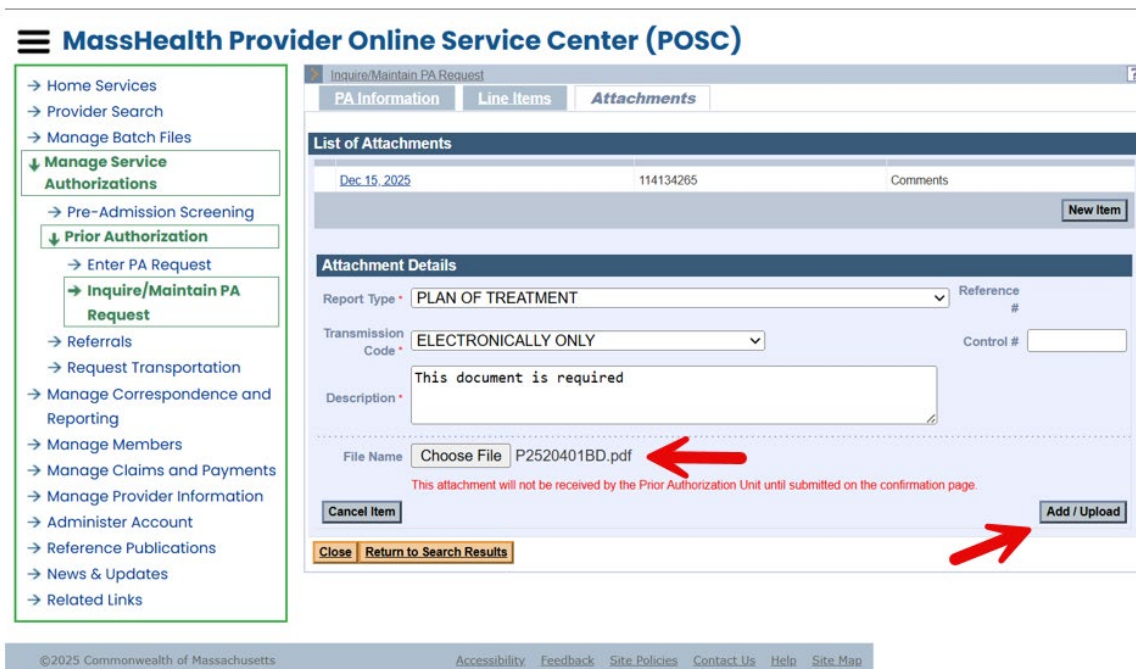 MassHealth Provider Online Service Center (POSC)
→ Home Services
→ Provider Search
→ Manage Batch Files
↓ Manage Service
Authorizations
→ Pre-Admission Screening
↓ Prior Authorization
→ Enter PA Request
→ Inquire/Maintain PA
Request
→ Referrals
→ Request Transportation
→ Manage Correspondence and
Reporting
→ Manage Members
→ Manage Claims and Payments
→ Manage Provider Information
→ Administer Account
→ Reference Publications
→ News & Updates
→ Related Links
Inquire/Maintain PA Request ?
PA Information Line Items Attachments
List of Attachments
Dec 15, 2025 114134265 Comments
New Item
Attachment Details
Report Type * PLAN OF TREATMENT Reference
#
Transmission
Code * ELECTRONICALLY ONLY Control #
Description * This document is required
File Name Choose File P2520401BD.pdf
This attachment will not be received by the Prior Authorization Unit until submitted on the confirmation page.
Cancel Item Add / Upload
Close Return to Search Results
©2025 Commonwealth of Massachusetts Accessibility Feedback Site Policies Contact Us Help Site Map